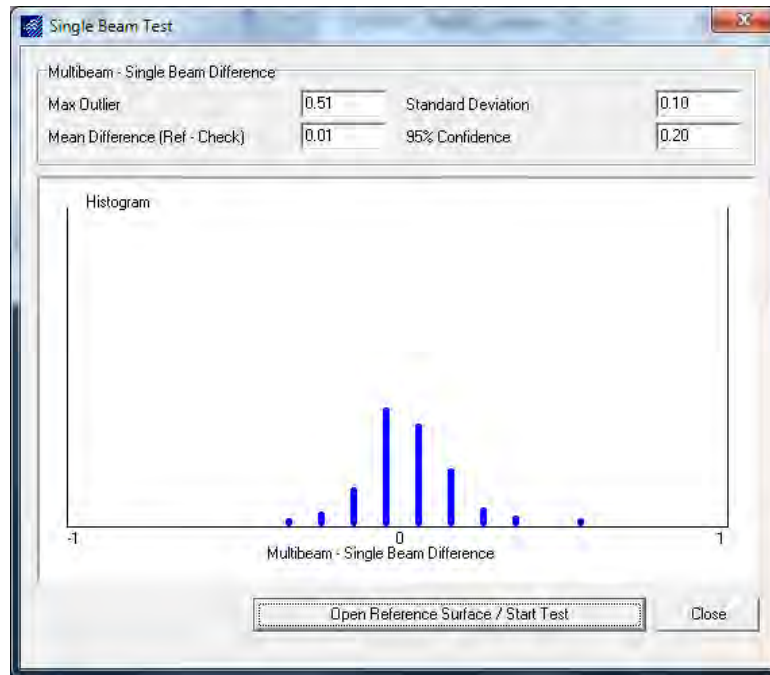 Single Beam Test
Multibeam - Single Beam Difference
Max Outlier 0.51 Standard Deviation 0.10
Mean Difference (Ref - Check) 0.01 95% Confidence 0.20
Histogram
-1 0 1
Multibeam - Single Beam Difference
Open Reference Surface / Start Test Close